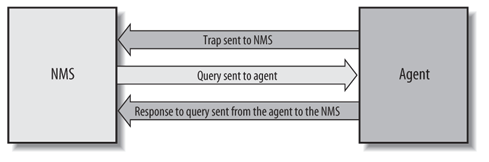 Trap sent to NMS
NMS
Query sent to agent
Agent
Response to query sent from the agent to the NMS